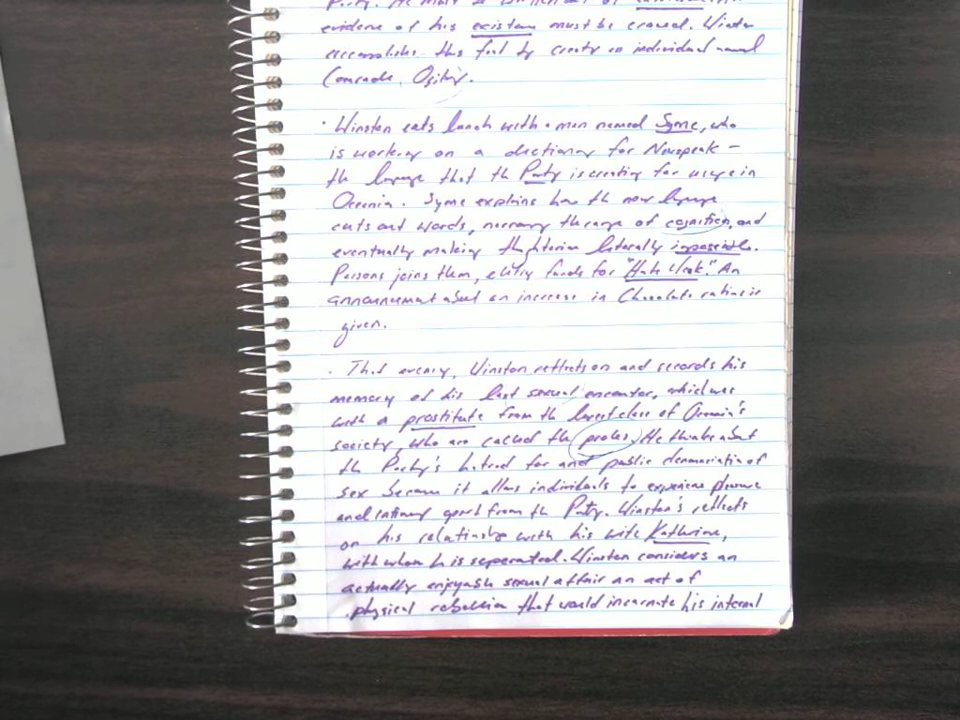 Party. He must be
evidence of his existence must be erased. Winston
accomplishes this feat by creating an individual named
Comrade, Ogilvy.
· Winston eats lunch with a man named Syme, who
is working on a dictionary for Newspeak –
the language that the Party is creating for usage in
Oceania. Syme explains how the new language
cuts out words, narrowing the range of cognition, and
eventually making literally impossible.
Parsons joins them, funds for "Hate Week". An
announcement about an increase in Chocolate rations is
given.
· That evening, Winston reflects on and records his
memory of his last sexual encounter, which was
with a prostitute from the lowest class of Oceania's
society, who are called the proles. He thinks about
the Party's hatred for and public denunciation of
sex because it allows individuals to experience pleasure
and intimacy apart from the Party. Winston's reflects
on his relationship with his wife Katherine,
with whom he is seperated. Winston considers an
actually enjoyable sexual affair an act of
physical rebellion that would incarnate his internal